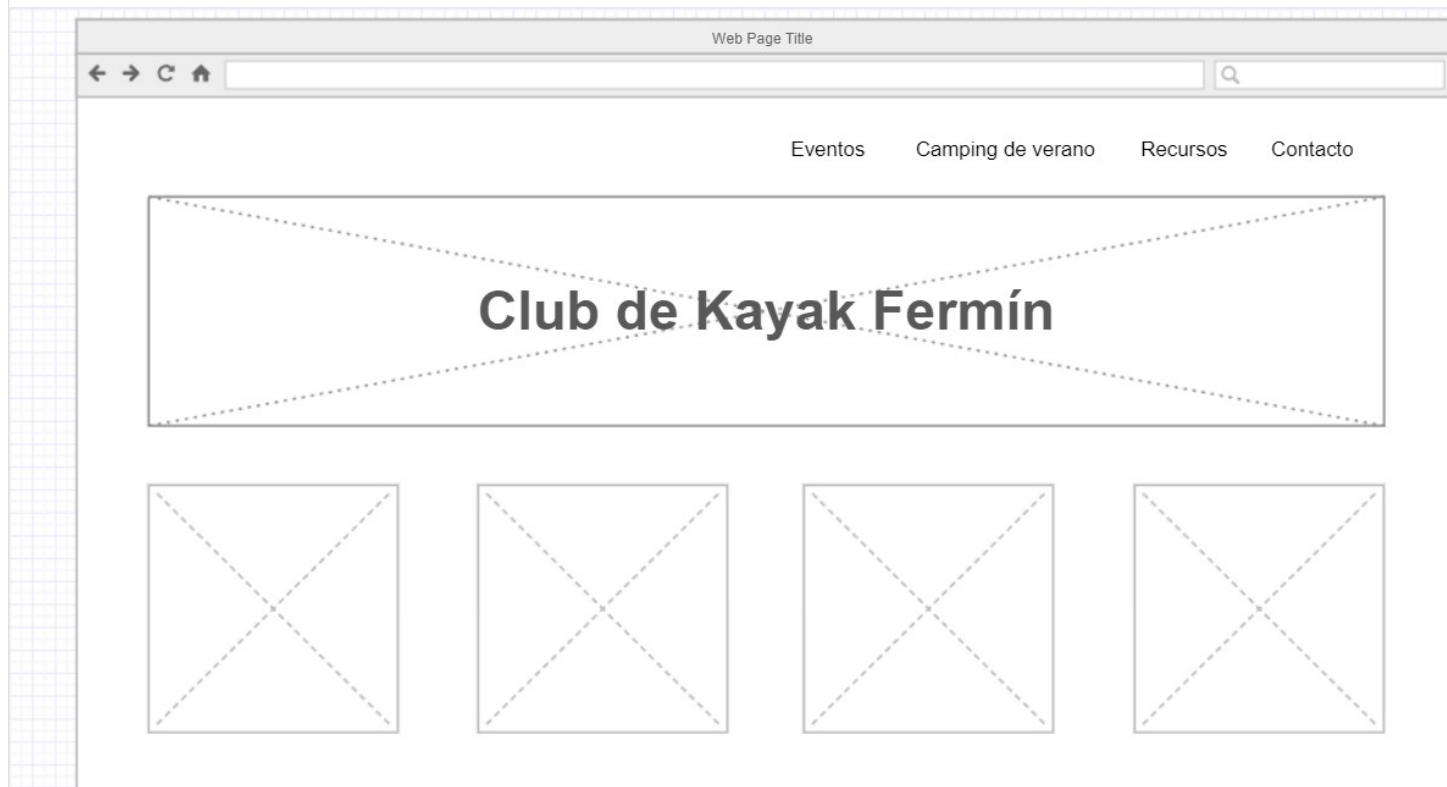 Web Page Title
Eventos Camping de verano Recursos Contacto
Club de Kayak Fermín